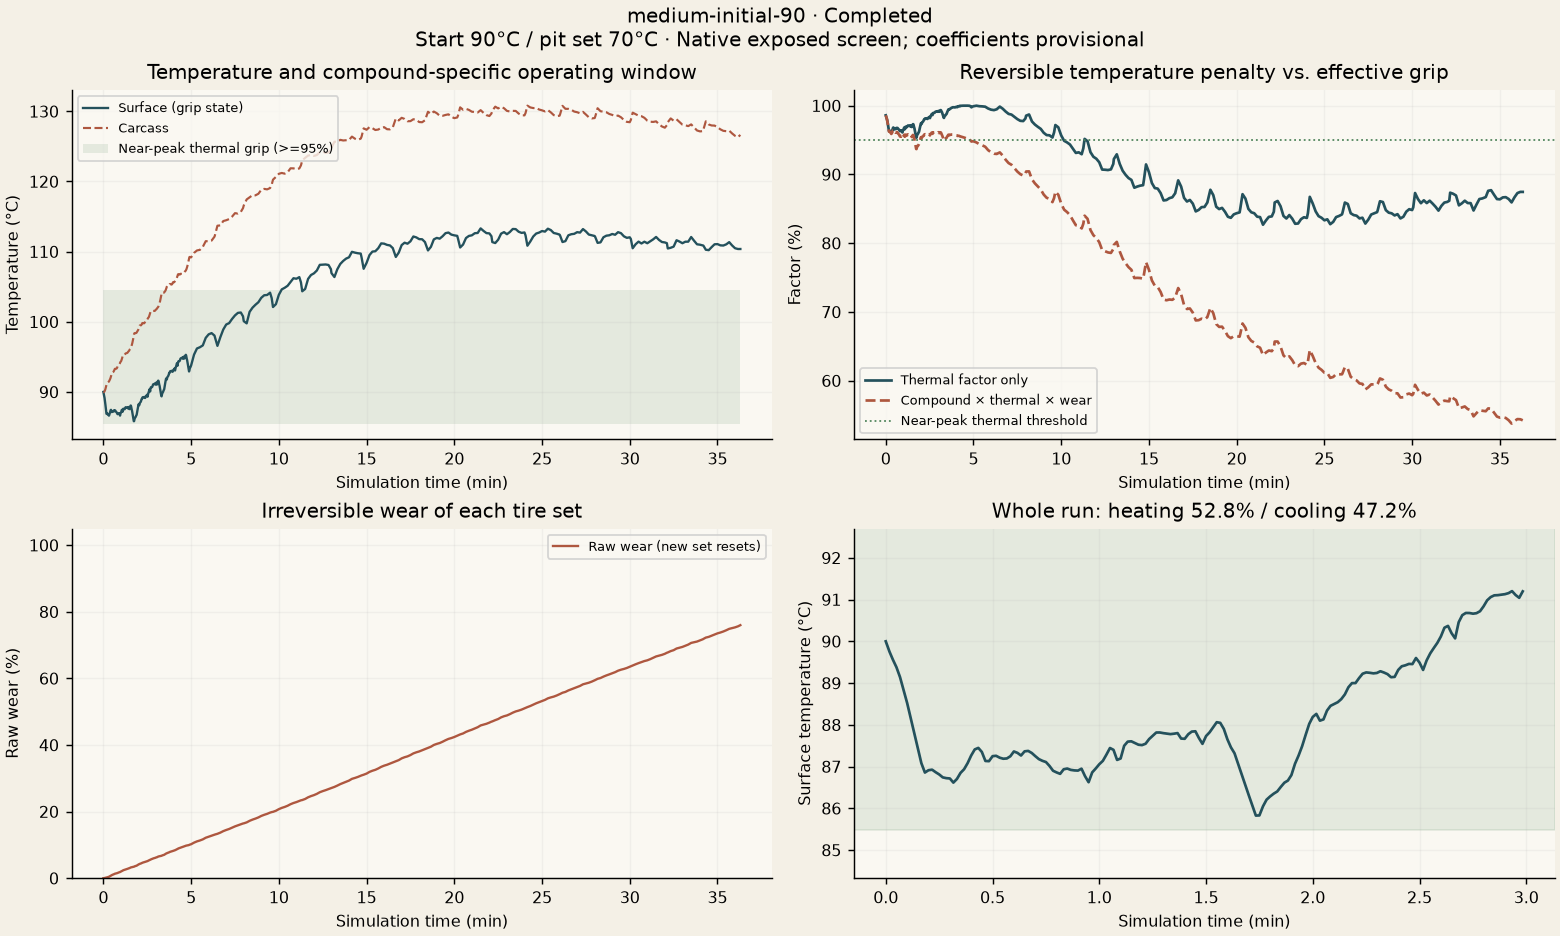 medium-initial-90 · Completed
Start 90°C / pit set 70°C · Native exposed screen; coefficients provisional
Temperature and compound-specific operating window
Surface (grip state)
Carcass
Near-peak thermal grip (>=95%)
Temperature (°C)
130
120
110
100
90
0 5 10 15 20 25 30 35
Simulation time (min)
Reversible temperature penalty vs. effective grip
Factor (%)
100
90
80
70
60
Thermal factor only
Compound × thermal × wear
Near-peak thermal threshold
0 5 10 15 20 25 30 35
Simulation time (min)
Irreversible wear of each tire set
Raw wear (new set resets)
Raw wear (%)
100
80
60
40
20
0
0 5 10 15 20 25 30 35
Simulation time (min)
Whole run: heating 52.8% / cooling 47.2%
Surface temperature (°C)
92
91
90
89
88
87
86
85
0.0 0.5 1.0 1.5 2.0 2.5 3.0
Simulation time (min)